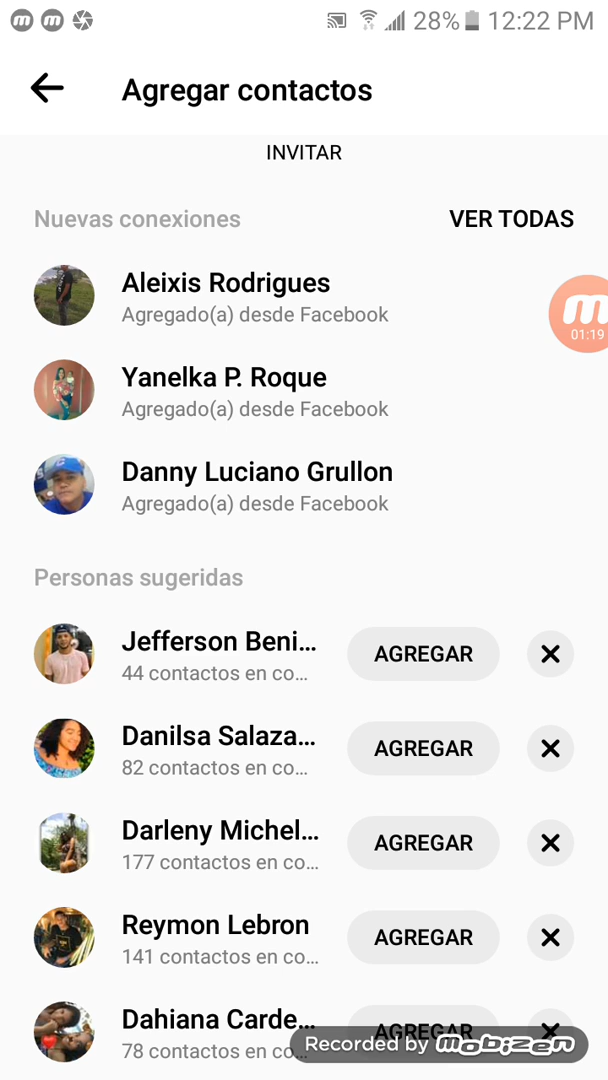 28% 12:22 PM
Agregar contactos
INVITAR
Nuevas conexiones VER TODAS
Aleixis Rodrigues
Agregado(a) desde Facebook
m
01:19
Yanelka P. Roque
Agregado(a) desde Facebook
Danny Luciano Grullon
Agregado(a) desde Facebook
Personas sugeridas
Jefferson Beni...
44 contactos en co...
AGREGAR
Danilsa Salaza...
82 contactos en co...
AGREGAR
Darleny Michel...
177 contactos en co...
AGREGAR
Reymon Lebron
141 contactos en co...
AGREGAR
Dahiana Carde...
78 contactos en co...
AGREGAR
Recorded by mobizen